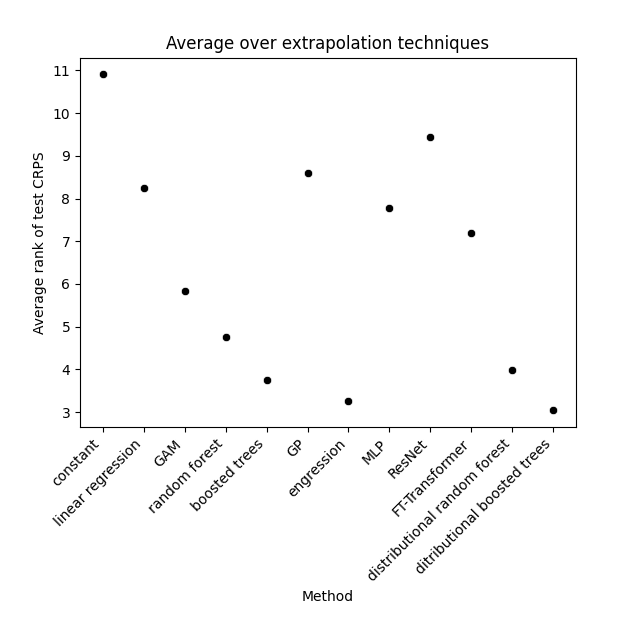 Average over extrapolation techniques
Average rank of test CRPS
11
10
9
8
7
6
5
4
3
constant
linear regression
GAM
random forest
boosted trees
GP
engression
MLP
ResNet
FT-Transformer
distributional random forest
ditributional boosted trees
Method